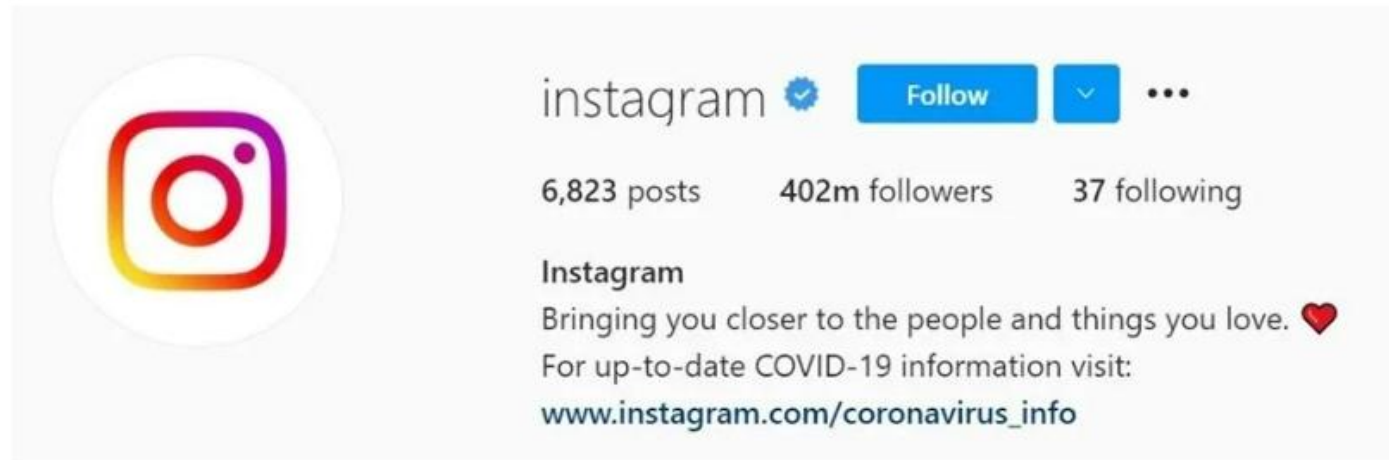 instagram Follow
6,823 posts 402m followers 37 following
Instagram
Bringing you closer to the people and things you love. ❤️
For up-to-date COVID-19 information visit:
www.instagram.com/coronavirus_info